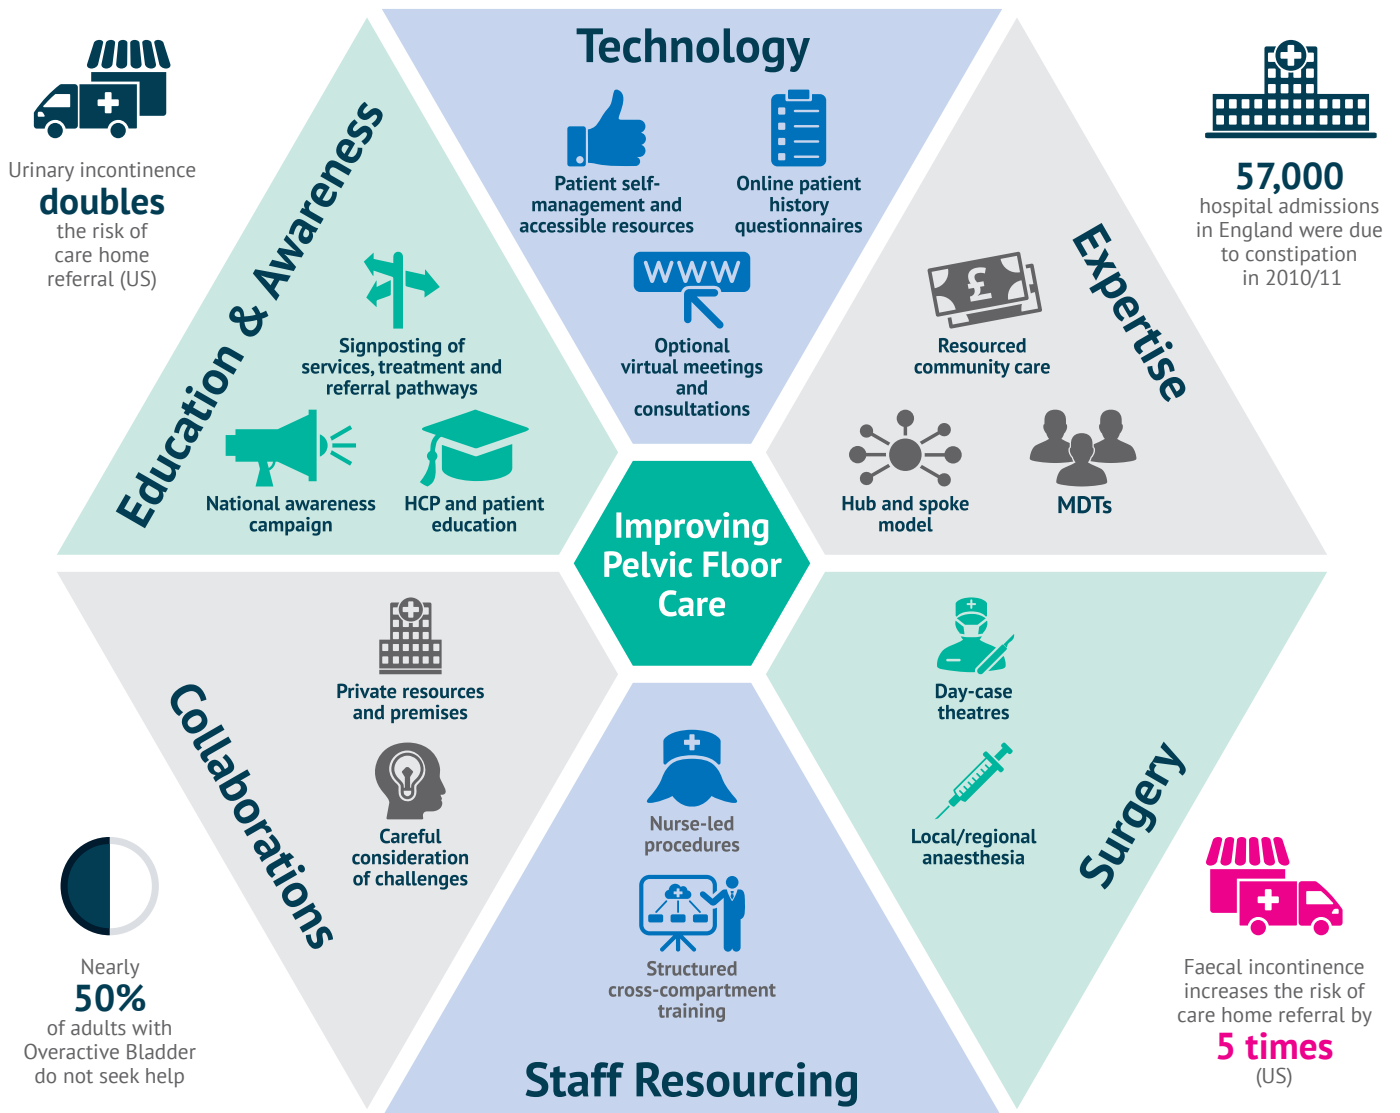 Technology
Patient self-
management and
accessible resources
Online patient
history
questionnaires
WWW
Optional
virtual meetings
and
consultations
Urinary incontinence
doubles
the risk of
care home
referral (US)
Education & Awareness
Signposting of
services, treatment and
referral pathways
National awareness
campaign
HCP and patient
education
57,000
hospital admissions
in England were due
to constipation
in 2010/11
Expertise
£
Resourced
community care
Hub and spoke
model
MDTs
Improving
Pelvic Floor
Care
Collaborations
Private resources
and premises
Careful
consideration
of challenges
Nearly
50%
of adults with
Overactive Bladder
do not seek help
Nurse-led
procedures
Structured
cross-compartment
training
Staff Resourcing
Day-case
theatres
Local/regional
anaesthesia
Surgery
Faecal incontinence
increases the risk of
care home referral by
5 times
(US)